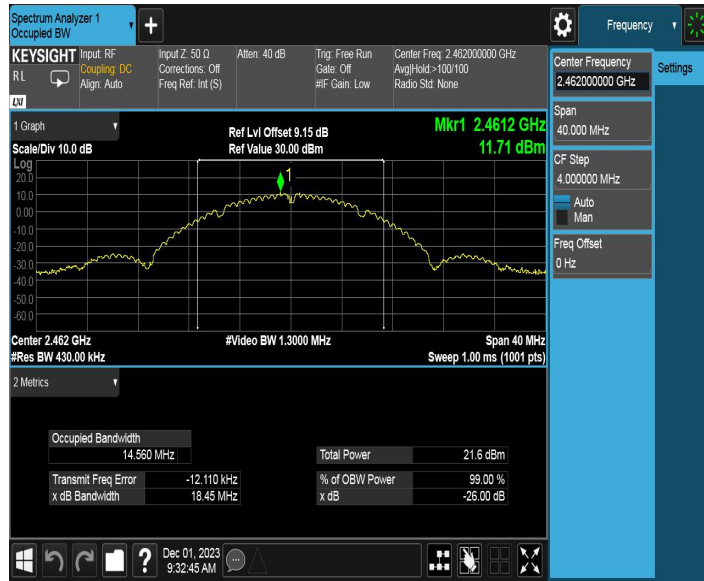 Spectrum Analyzer 1
Occupied BW
Frequency
KEYSIGHT
RL
LXI
Input: RF
Coupling: DC
Align: Auto
Input Z: 50 Ω
Corrections: Off
Freq Ref: Int (S)
Atten: 40 dB
Trig: Free Run
Gate: Off
#IF Gain: Low
Center Freq: 2.462000000 GHz
Avg|Hold:>100/100
Radio Std: None
Center Frequency
2.462000000 GHz
Settings
Span
40.000 MHz
CF Step
4.000000 MHz
Auto
Man
Freq Offset
0 Hz
1 Graph
Scale/Div 10.0 dB
Ref Lvl Offset 9.15 dB
Ref Value 30.00 dBm
Mkr1 2.4612 GHz
11.71 dBm
Log
20.0
10.0
0.00
-10.0
-20.0
-30.0
-40.0
-50.0
-60.0
1
Center 2.462 GHz
#Video BW 1.3000 MHz
Span 40 MHz
#Res BW 430.00 kHz
Sweep 1.00 ms (1001 pts)
2 Metrics
Occupied Bandwidth
14.560 MHz
Total Power 21.6 dBm
Transmit Freq Error -12.110 kHz
% of OBW Power 99.00 %
x dB Bandwidth 18.45 MHz
x dB -26.00 dB
?
Dec 01, 2023
9:32:45 AM